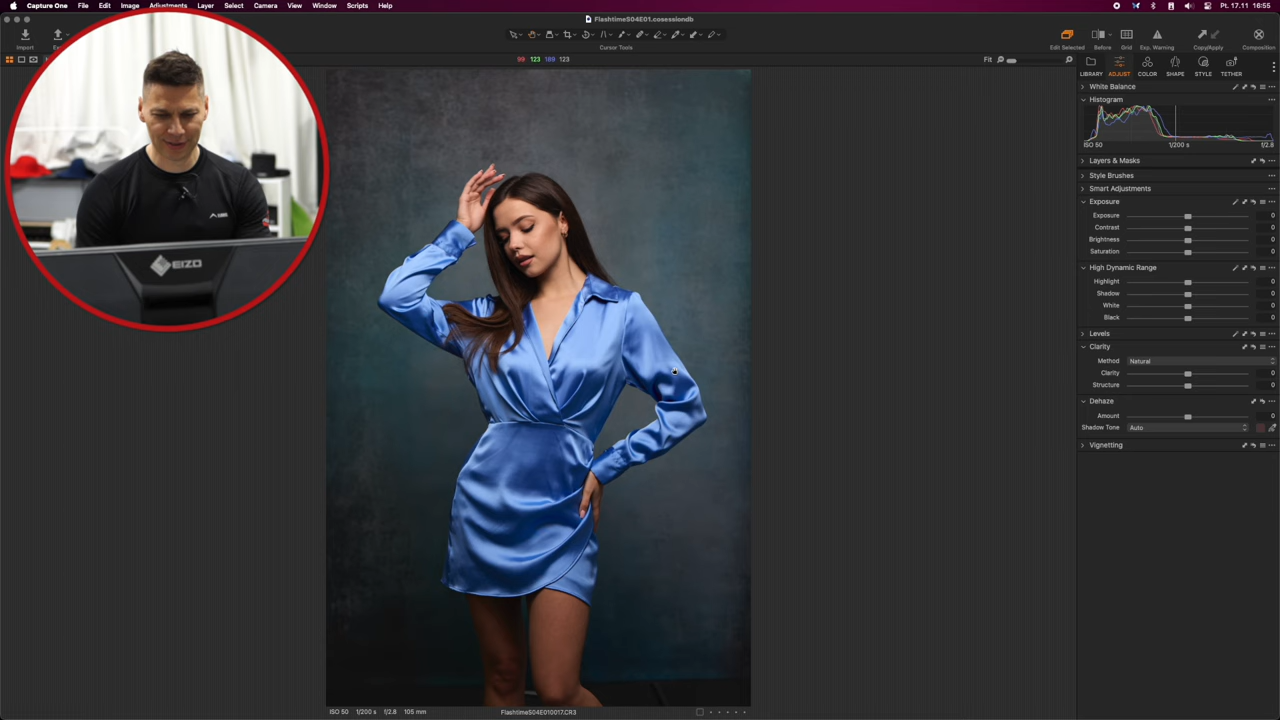 Capture One File Edit Image Adjustments Layer Select Camera View Window Scripts Help Pt. 17.11 16:55
FlashtimeS04E01.cosessiondb
Import
Cursor Tools
Edit Selected Before Grid Exp. Warning Copy/Apply Composition
99 123 189 123
Fit
LIBRARY ADJUST COLOR SHAPE STYLE TETHER
White Balance
Histogram
ISO 50 1/200 s f/2.8
Layers & Masks
Style Brushes
Smart Adjustments
Exposure
Exposure 0
Contrast 0
Brightness 0
Saturation 0
High Dynamic Range
Highlight 0
Shadow 0
White 0
Black 0
Levels
Clarity
Method Natural
Clarity 0
Structure 0
Dehaze
Amount 0
Shadow Tone Auto
Vignetting
EIZO
ISO 50 1/200 s f/2.8 105 mm
FlashtimeS04E010017.CR3